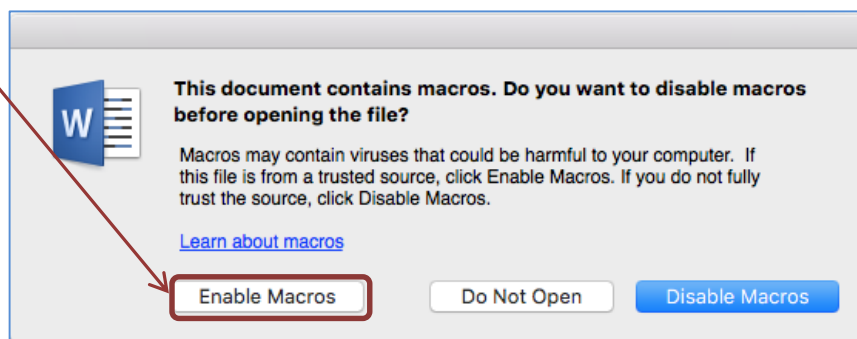 W
This document contains macros. Do you want to disable macros
before opening the file?
Macros may contain viruses that could be harmful to your computer.  If
this file is from a trusted source, click Enable Macros. If you do not fully
trust the source, click Disable Macros.
Learn about macros
Enable Macros
Do Not Open
Disable Macros